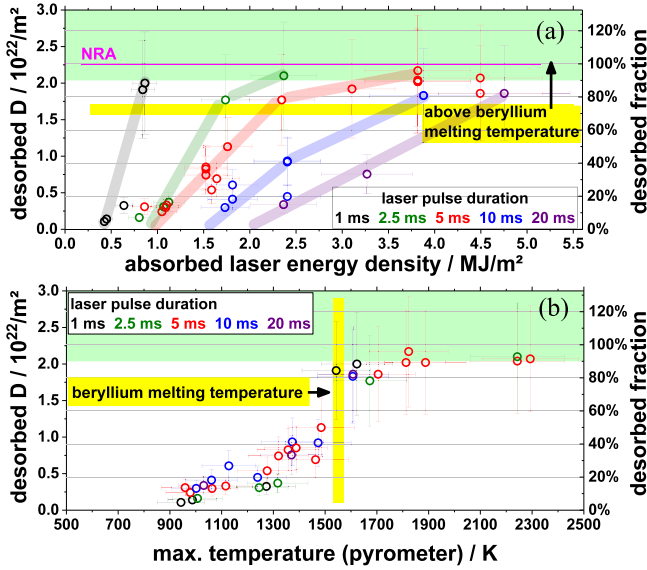 3.0
2.5
2.0
1.5
1.0
0.5
0.0
desorbed D / 10²²/m²
NRA
(a)
120%
100%
80%
60%
40%
20%
0%
desorbed fraction
above beryllium
melting temperature
laser pulse duration
1 ms 2.5 ms 5 ms 10 ms 20 ms
0.0 0.5 1.0 1.5 2.0 2.5 3.0 3.5 4.0 4.5 5.0 5.5
absorbed laser energy density / MJ/m²
3.0
2.5
2.0
1.5
1.0
0.5
0.0
desorbed D / 10²²/m²
laser pulse duration
1 ms 2.5 ms 5 ms 10 ms 20 ms
(b)
beryllium melting temperature
120%
100%
80%
60%
40%
20%
0%
desorbed fraction
500 700 900 1100 1300 1500 1700 1900 2100 2300 2500
max. temperature (pyrometer) / K